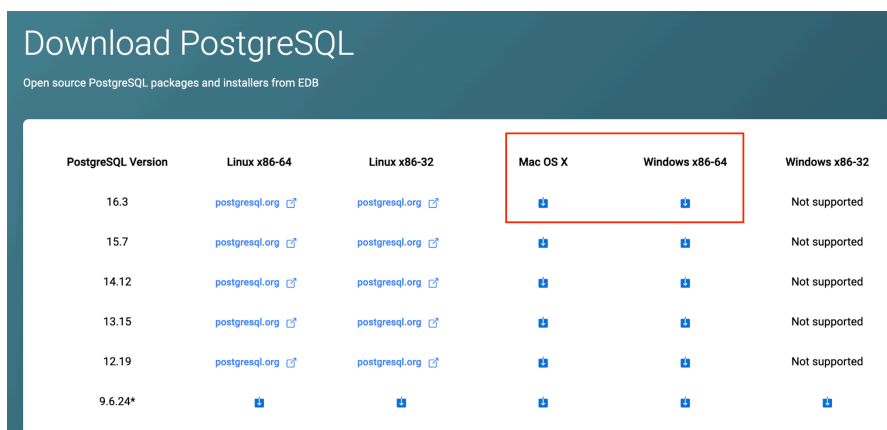 Download PostgreSQL
Open source PostgreSQL packages and installers from EDB
PostgreSQL Version Linux x86-64 Linux x86-32 Mac OS X Windows x86-64 Windows x86-32
16.3 postgresql.org postgresql.org Not supported
15.7 postgresql.org postgresql.org Not supported
14.12 postgresql.org postgresql.org Not supported
13.15 postgresql.org postgresql.org Not supported
12.19 postgresql.org postgresql.org Not supported
9.6.24*